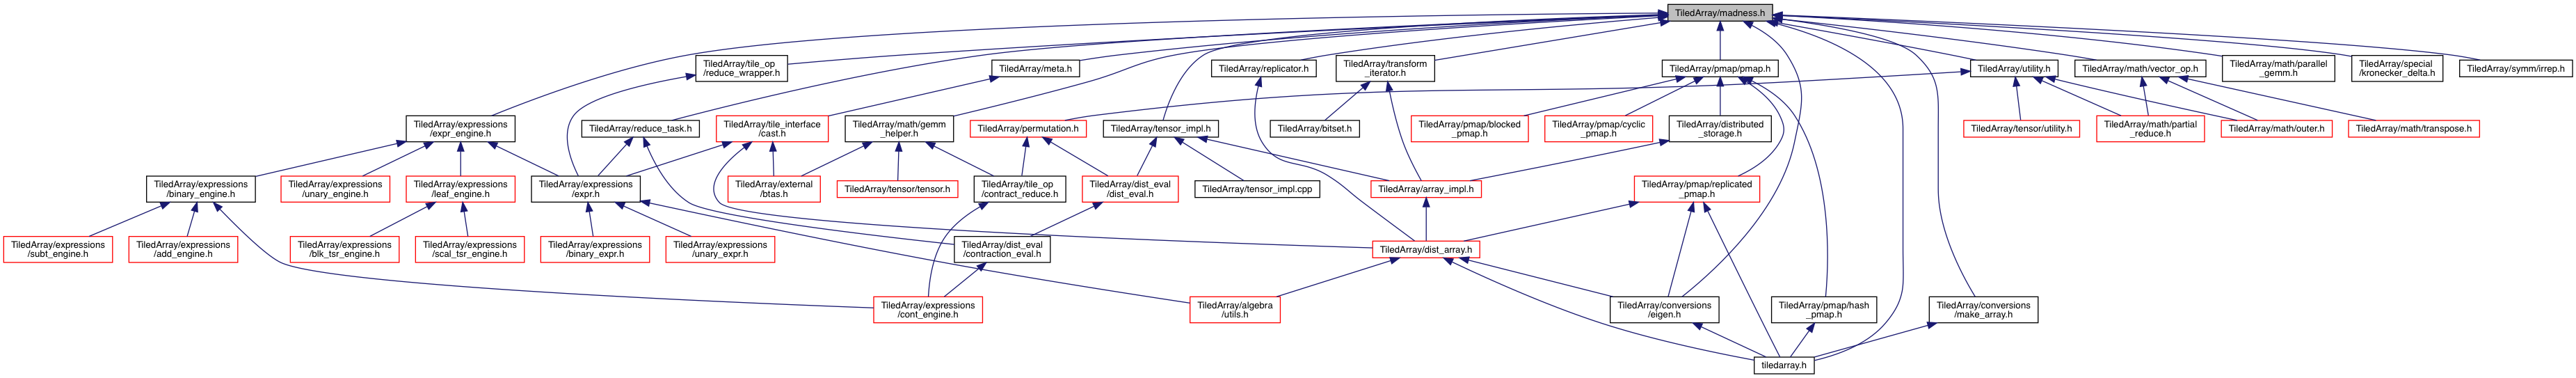 TiledArray/madness.h
TiledArray/tile_op
/reduce_wrapper.h
TiledArray/meta.h
TiledArray/replicator.h
TiledArray/transform
_iterator.h
TiledArray/pmap/pmap.h
TiledArray/utility.h
TiledArray/math/vector_op.h
TiledArray/math/parallel
_gemm.h
TiledArray/special
/kronecker_delta.h
TiledArray/symm/irrep.h
TiledArray/expressions
/expr_engine.h
TiledArray/reduce_task.h
TiledArray/tile_interface
/cast.h
TiledArray/math/gemm
_helper.h
TiledArray/permutation.h
TiledArray/tensor_impl.h
TiledArray/bitset.h
TiledArray/pmap/blocked
_pmap.h
TiledArray/pmap/cyclic
_pmap.h
TiledArray/distributed
_storage.h
TiledArray/tensor/utility.h
TiledArray/math/partial
_reduce.h
TiledArray/math/outer.h
TiledArray/math/transpose.h
TiledArray/expressions
/binary_engine.h
TiledArray/expressions
/unary_engine.h
TiledArray/expressions
/leaf_engine.h
TiledArray/expressions
/expr.h
TiledArray/external
/btas.h
TiledArray/tensor/tensor.h
TiledArray/tile_op
/contract_reduce.h
TiledArray/dist_eval
/dist_eval.h
TiledArray/tensor_impl.cpp
TiledArray/array_impl.h
TiledArray/pmap/replicated
_pmap.h
TiledArray/expressions
/subt_engine.h
TiledArray/expressions
/add_engine.h
TiledArray/expressions
/blk_tsr_engine.h
TiledArray/expressions
/scal_tsr_engine.h
TiledArray/expressions
/binary_expr.h
TiledArray/expressions
/unary_expr.h
TiledArray/dist_eval
/contraction_eval.h
TiledArray/dist_array.h
TiledArray/expressions
/cont_engine.h
TiledArray/algebra
/utils.h
TiledArray/conversions
/eigen.h
TiledArray/pmap/hash
_pmap.h
TiledArray/conversions
/make_array.h
tiledarray.h